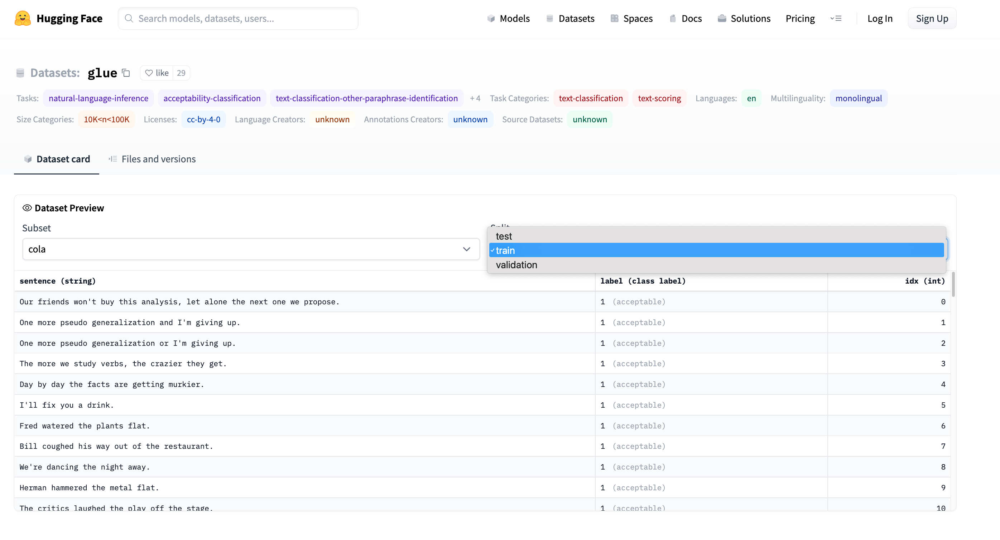 Hugging Face Search models, datasets, users... Models Datasets Spaces Docs Solutions Pricing Log In Sign Up
Datasets: glue like 29
Tasks: natural-language-inference acceptability-classification text-classification-other-paraphrase-identification + 4 Task Categories: text-classification text-scoring Languages: en Multilinguality: monolingual
Size Categories: 10K<n<100K Licenses: cc-by-4-0 Language Creators: unknown Annotations Creators: unknown Source Datasets: unknown
Dataset card Files and versions
Dataset Preview
Subset Split
cola
test
train
validation
sentence (string) label (class label) idx (int)
Our friends won't buy this analysis, let alone the next one we propose. 1 (acceptable) 0
One more pseudo generalization and I'm giving up. 1 (acceptable) 1
One more pseudo generalization or I'm giving up. 1 (acceptable) 2
The more we study verbs, the crazier they get. 1 (acceptable) 3
Day by day the facts are getting murkier. 1 (acceptable) 4
I'll fix you a drink. 1 (acceptable) 5
Fred watered the plants flat. 1 (acceptable) 6
Bill coughed his way out of the restaurant. 1 (acceptable) 7
We're dancing the night away. 1 (acceptable) 8
Herman hammered the metal flat. 1 (acceptable) 9
The critics laughed the play off the stage. 1 (acceptable) 10